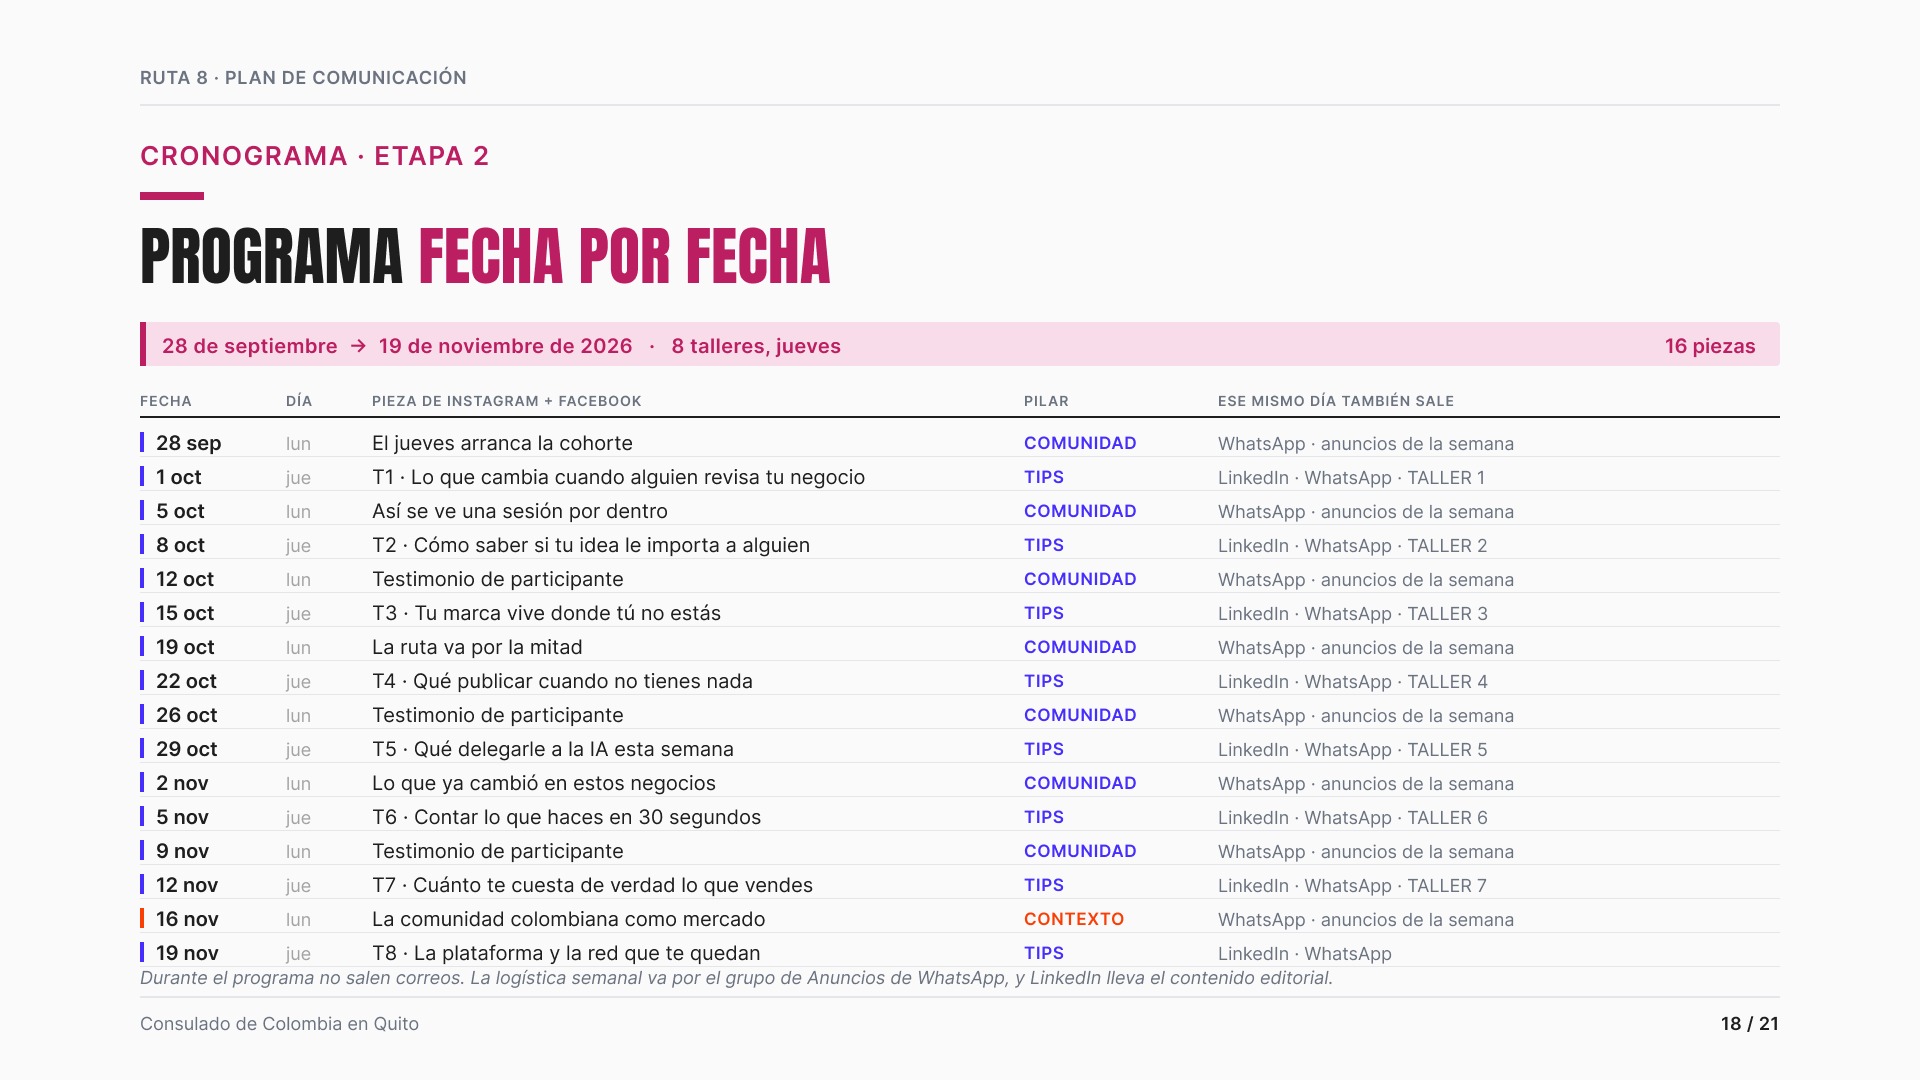 RUTA 8 · PLAN DE COMUNICACIÓN
CRONOGRAMA · ETAPA 2
PROGRAMA FECHA POR FECHA
28 de septiembre → 19 de noviembre de 2026 · 8 talleres, jueves 16 piezas
FECHA DÍA PIEZA DE INSTAGRAM + FACEBOOK PILAR ESE MISMO DÍA TAMBIÉN SALE
28 sep lun El jueves arranca la cohorte COMUNIDAD WhatsApp · anuncios de la semana
1 oct jue T1 · Lo que cambia cuando alguien revisa tu negocio TIPS LinkedIn · WhatsApp · TALLER 1
5 oct lun Así se ve una sesión por dentro COMUNIDAD WhatsApp · anuncios de la semana
8 oct jue T2 · Cómo saber si tu idea le importa a alguien TIPS LinkedIn · WhatsApp · TALLER 2
12 oct lun Testimonio de participante COMUNIDAD WhatsApp · anuncios de la semana
15 oct jue T3 · Tu marca vive donde tú no estás TIPS LinkedIn · WhatsApp · TALLER 3
19 oct lun La ruta va por la mitad COMUNIDAD WhatsApp · anuncios de la semana
22 oct jue T4 · Qué publicar cuando no tienes nada TIPS LinkedIn · WhatsApp · TALLER 4
26 oct lun Testimonio de participante COMUNIDAD WhatsApp · anuncios de la semana
29 oct jue T5 · Qué delegarle a la IA esta semana TIPS LinkedIn · WhatsApp · TALLER 5
2 nov lun Lo que ya cambió en estos negocios COMUNIDAD WhatsApp · anuncios de la semana
5 nov jue T6 · Contar lo que haces en 30 segundos TIPS LinkedIn · WhatsApp · TALLER 6
9 nov lun Testimonio de participante COMUNIDAD WhatsApp · anuncios de la semana
12 nov jue T7 · Cuánto te cuesta de verdad lo que vendes TIPS LinkedIn · WhatsApp · TALLER 7
16 nov lun La comunidad colombiana como mercado CONTEXTO WhatsApp · anuncios de la semana
19 nov jue T8 · La plataforma y la red que te quedan TIPS LinkedIn · WhatsApp
Durante el programa no salen correos. La logística semanal va por el grupo de Anuncios de WhatsApp, y LinkedIn lleva el contenido editorial.
Consulado de Colombia en Quito 18 / 21